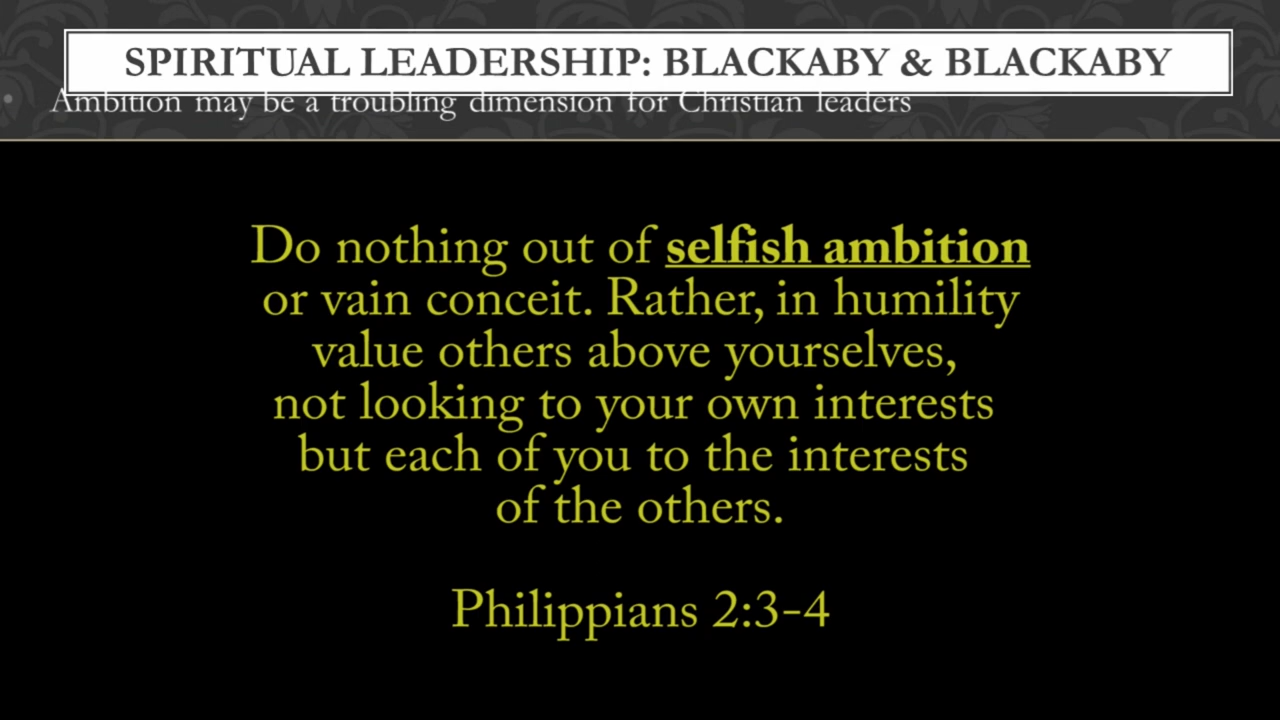 SPIRITUAL LEADERSHIP: BLACKABY & BLACKABY
• Ambition may be a troubling dimension for Christian leaders
Do nothing out of selfish ambition
or vain conceit. Rather, in humility
value others above yourselves,
not looking to your own interests
but each of you to the interests
of the others.
Philippians 2:3-4